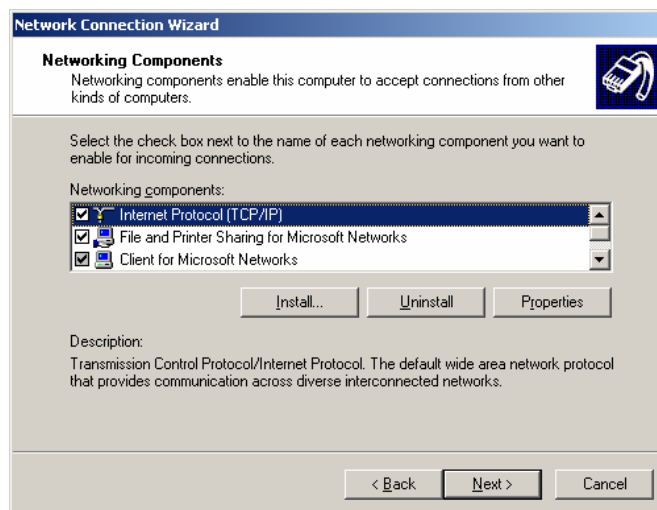 Network Connection Wizard
Networking Components
Networking components enable this computer to accept connections from other
kinds of computers.
Select the check box next to the name of each networking component you want to
enable for incoming connections.
Networking components:
Internet Protocol (TCP/IP)
File and Printer Sharing for Microsoft Networks
Client for Microsoft Networks
Install... Uninstall Properties
Description:
Transmission Control Protocol/Internet Protocol. The default wide area network protocol
that provides communication across diverse interconnected networks.
< Back Next > Cancel